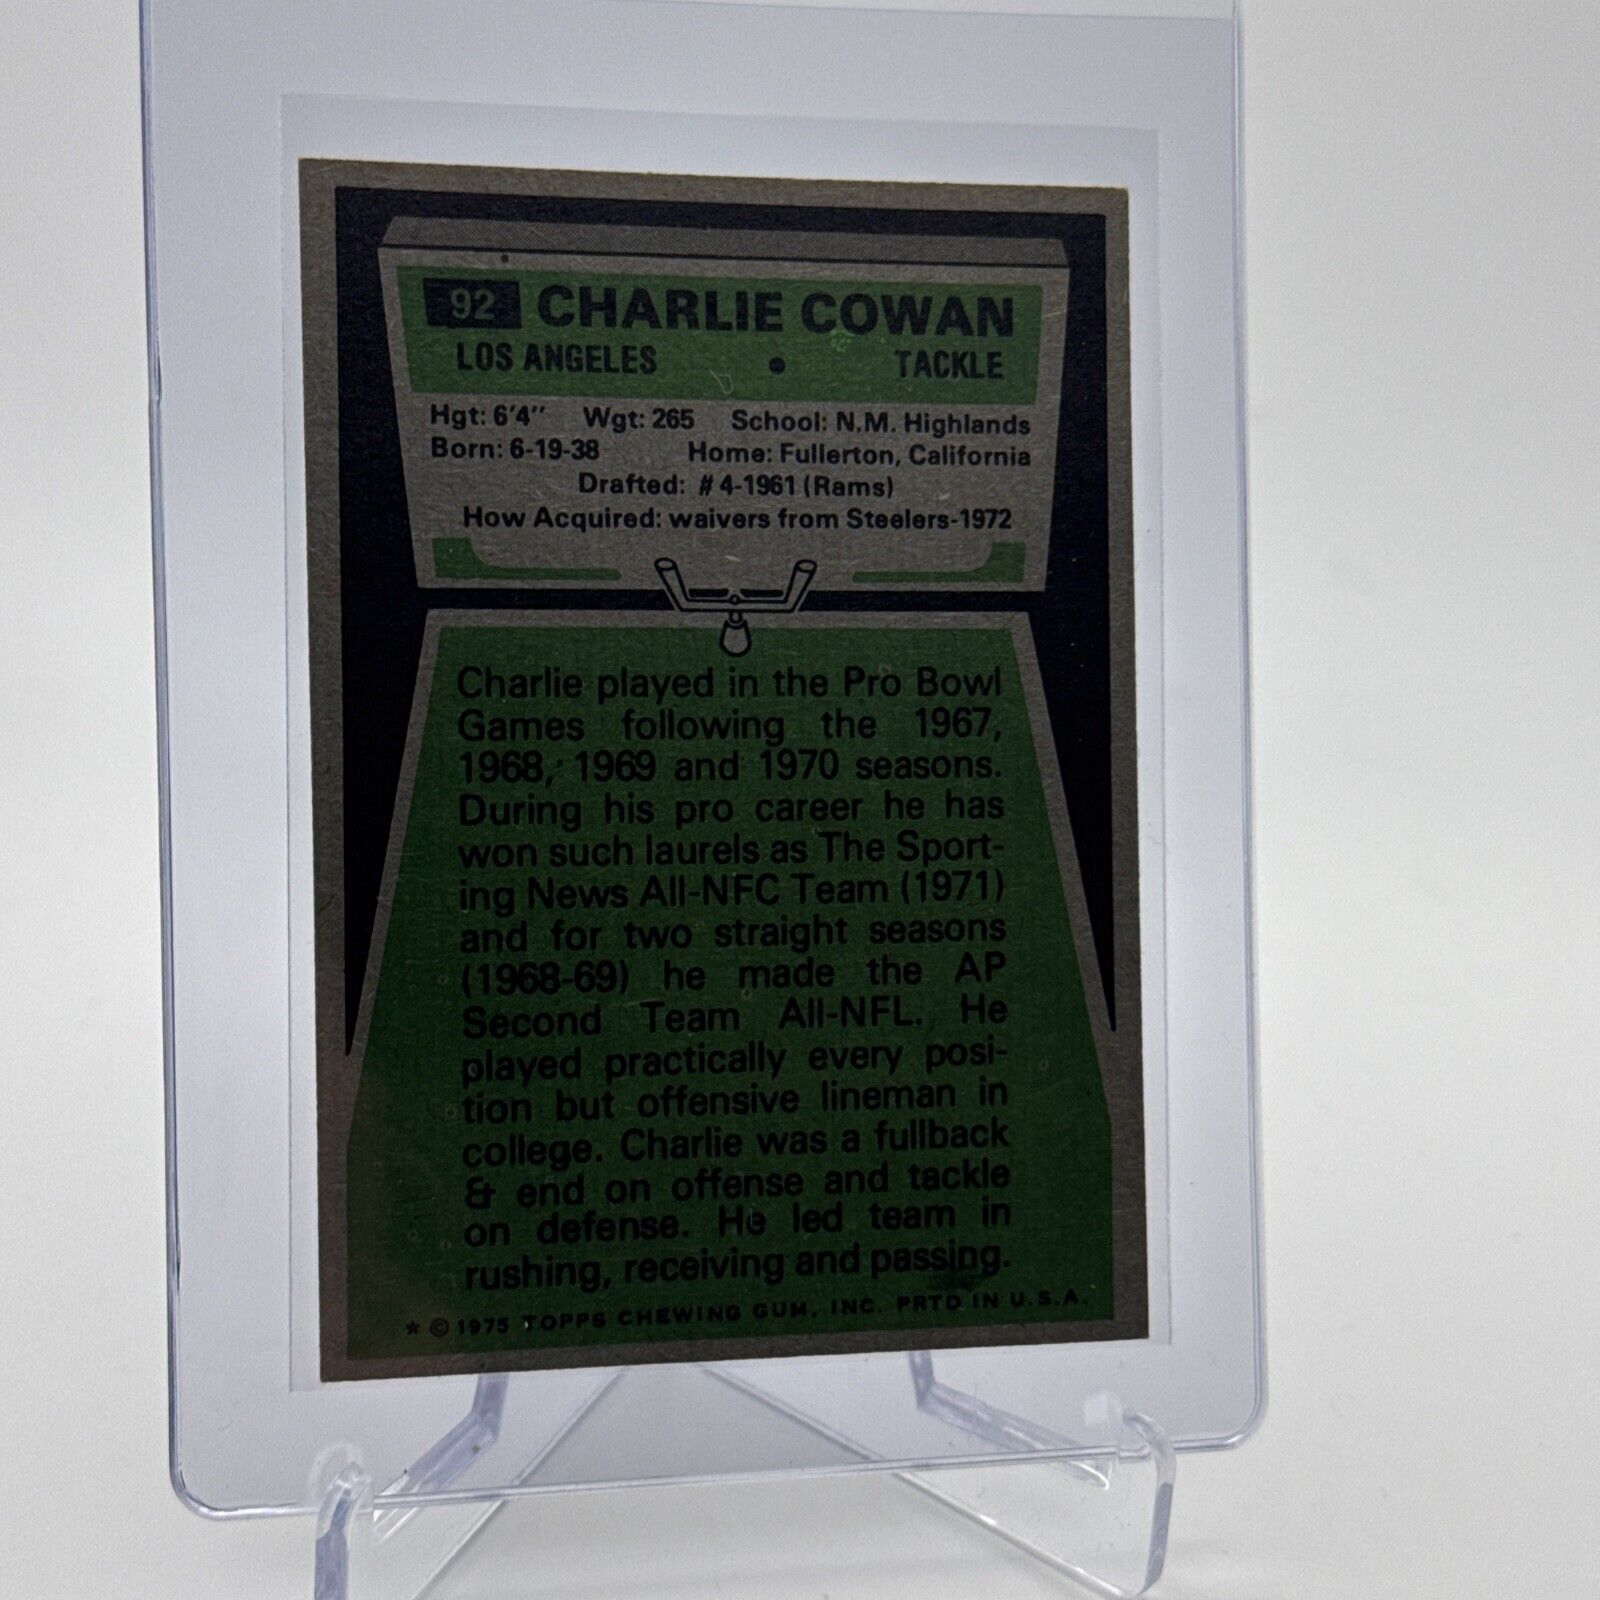 92 CHARLIE COWAN
LOS ANGELES • TACKLE
Hgt: 6'4" Wgt: 265 School: N.M. Highlands
Born: 6-19-38 Home: Fullerton, California
Drafted: #4-1961 (Rams)
How Acquired: waivers from Steelers-1972
Charlie played in the Pro Bowl
Games following the 1967,
1968, 1969 and 1970 seasons.
During his pro career he has
won such laurels as The Sport-
ing News All-NFC Team (1971)
and for two straight seasons
(1968-69) he made the AP
Second Team All-NFL. He
played practically every posi-
tion but offensive lineman in
college. Charlie was a fullback
& end on offense and tackle
on defense. He led team in
rushing, receiving and passing.
* © 1975 TOPPS CHEWING GUM, INC. PRTD IN U.S.A.